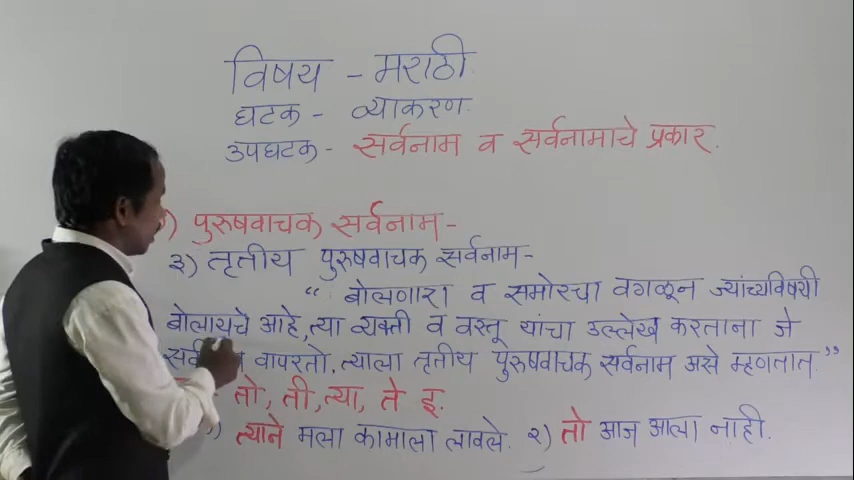 विषय - मराठी.
घटक - व्याकरण.
उपघटक - सर्वनाम व सर्वनामाचे प्रकार.
) पुरुषवाचक सर्वनाम-
३) तृतीय पुरुषवाचक सर्वनाम-
" बोलणारा व समोरचा वगळून ज्यांच्याविषयी
बोलायचे आहे, त्या व्यक्ती व वस्तू यांचा उल्लेख करताना जे
वापरतो. त्याला तृतीय पुरुषवाचक सर्वनाम असे म्हणतात."
तो, ती, त्या, ते इ.
) त्याने मला कामाला लावले. २) तो आज आला नाही.